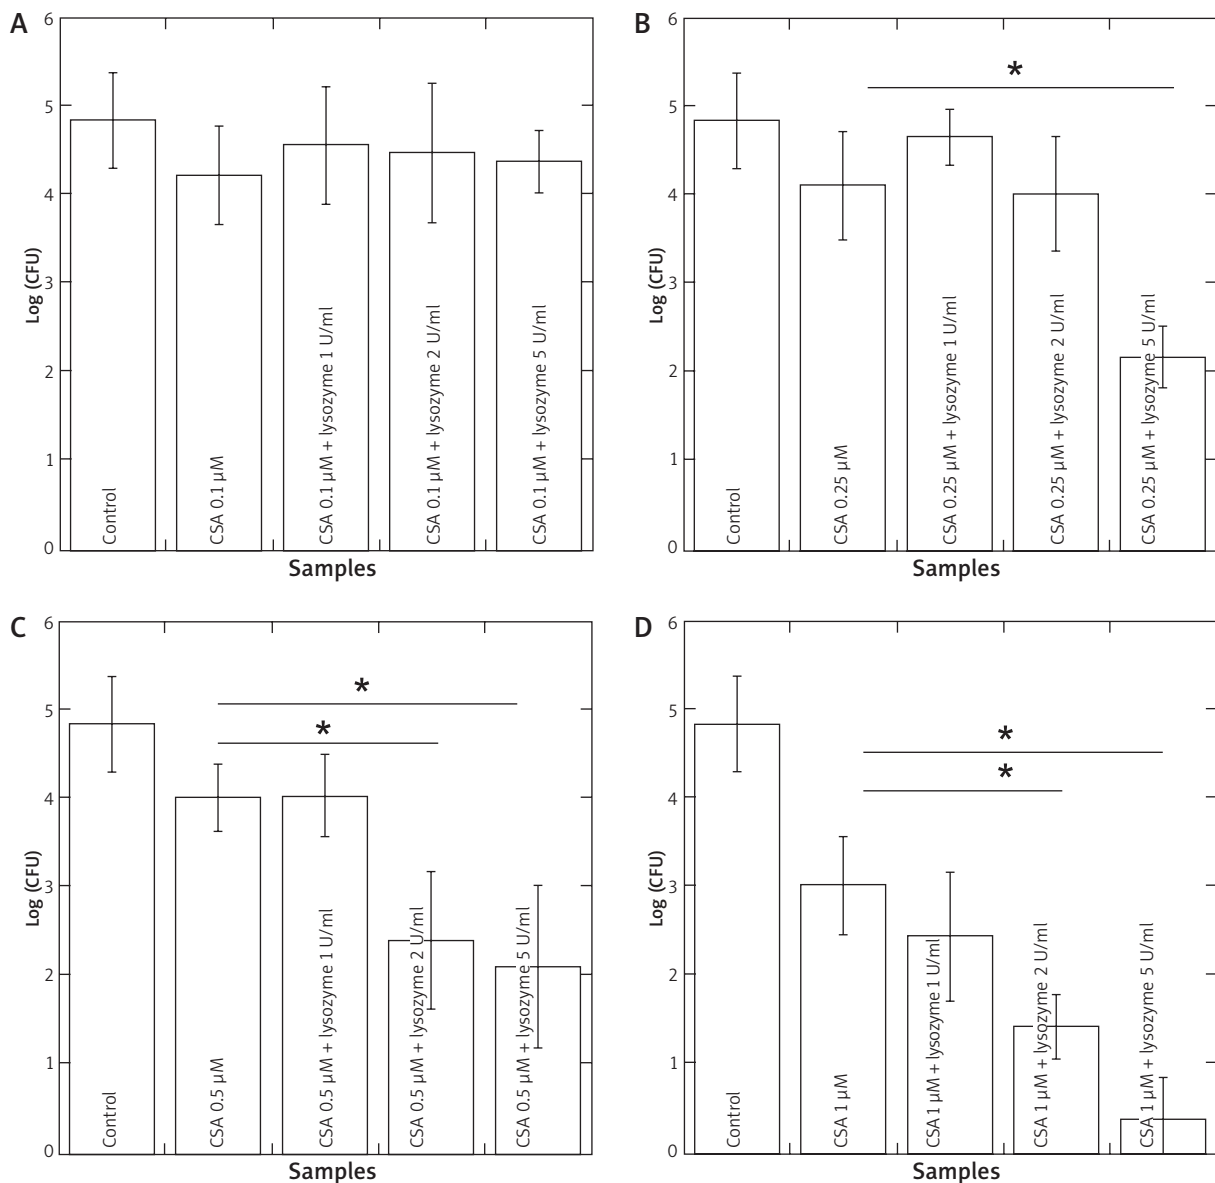 A
6
5
4
3
2
1
0
Log (CFU)
Control
CSA 0.1 µM
CSA 0.1 µM + lysozyme 1 U/ml
CSA 0.1 µM + lysozyme 2 U/ml
CSA 0.1 µM + lysozyme 5 U/ml
Samples
B
6
5
4
3
2
1
0
Log (CFU)
*
Control
CSA 0.25 µM
CSA 0.25 µM + lysozyme 1 U/ml
CSA 0.25 µM + lysozyme 2 U/ml
CSA 0.25 µM + lysozyme 5 U/ml
Samples
C
6
5
4
3
2
1
0
Log (CFU)
*
*
Control
CSA 0.5 µM
CSA 0.5 µM + lysozyme 1 U/ml
CSA 0.5 µM + lysozyme 2 U/ml
CSA 0.5 µM + lysozyme 5 U/ml
Samples
D
6
5
4
3
2
1
0
Log (CFU)
*
*
Control
CSA 1 µM
CSA 1 µM + lysozyme 1 U/ml
CSA 1 µM + lysozyme 2 U/ml
CSA 1 µM + lysozyme 5 U/ml
Samples